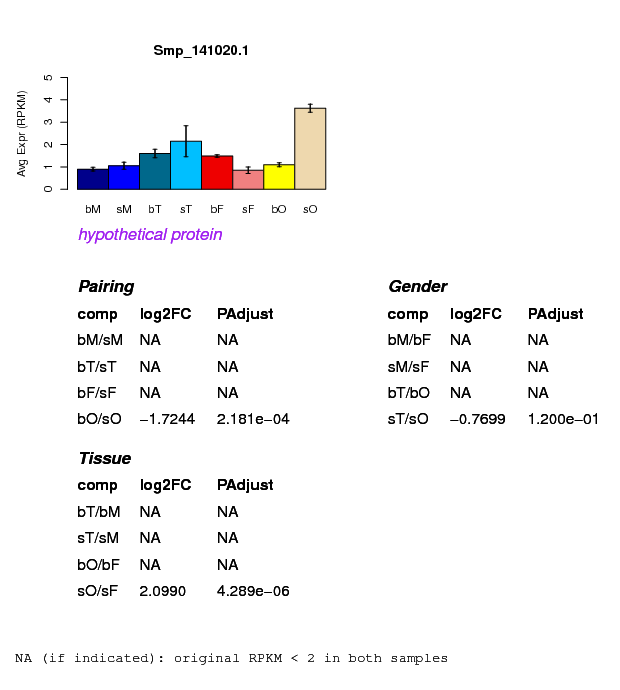 Smp_141020.1
Avg Expr (RPKM)
5
4
3
2
1
0
bM sM bT sT bF sF bO sO
hypothetical protein
Pairing
comp log2FC PAdjust
bM/sM NA NA
bT/sT NA NA
bF/sF NA NA
bO/sO −1.7244 2.181e−04
Gender
comp log2FC PAdjust
bM/bF NA NA
sM/sF NA NA
bT/bO NA NA
sT/sO −0.7699 1.200e−01
Tissue
comp log2FC PAdjust
bT/bM NA NA
sT/sM NA NA
bO/bF NA NA
sO/sF 2.0990 4.289e−06
NA (if indicated): original RPKM < 2 in both samples